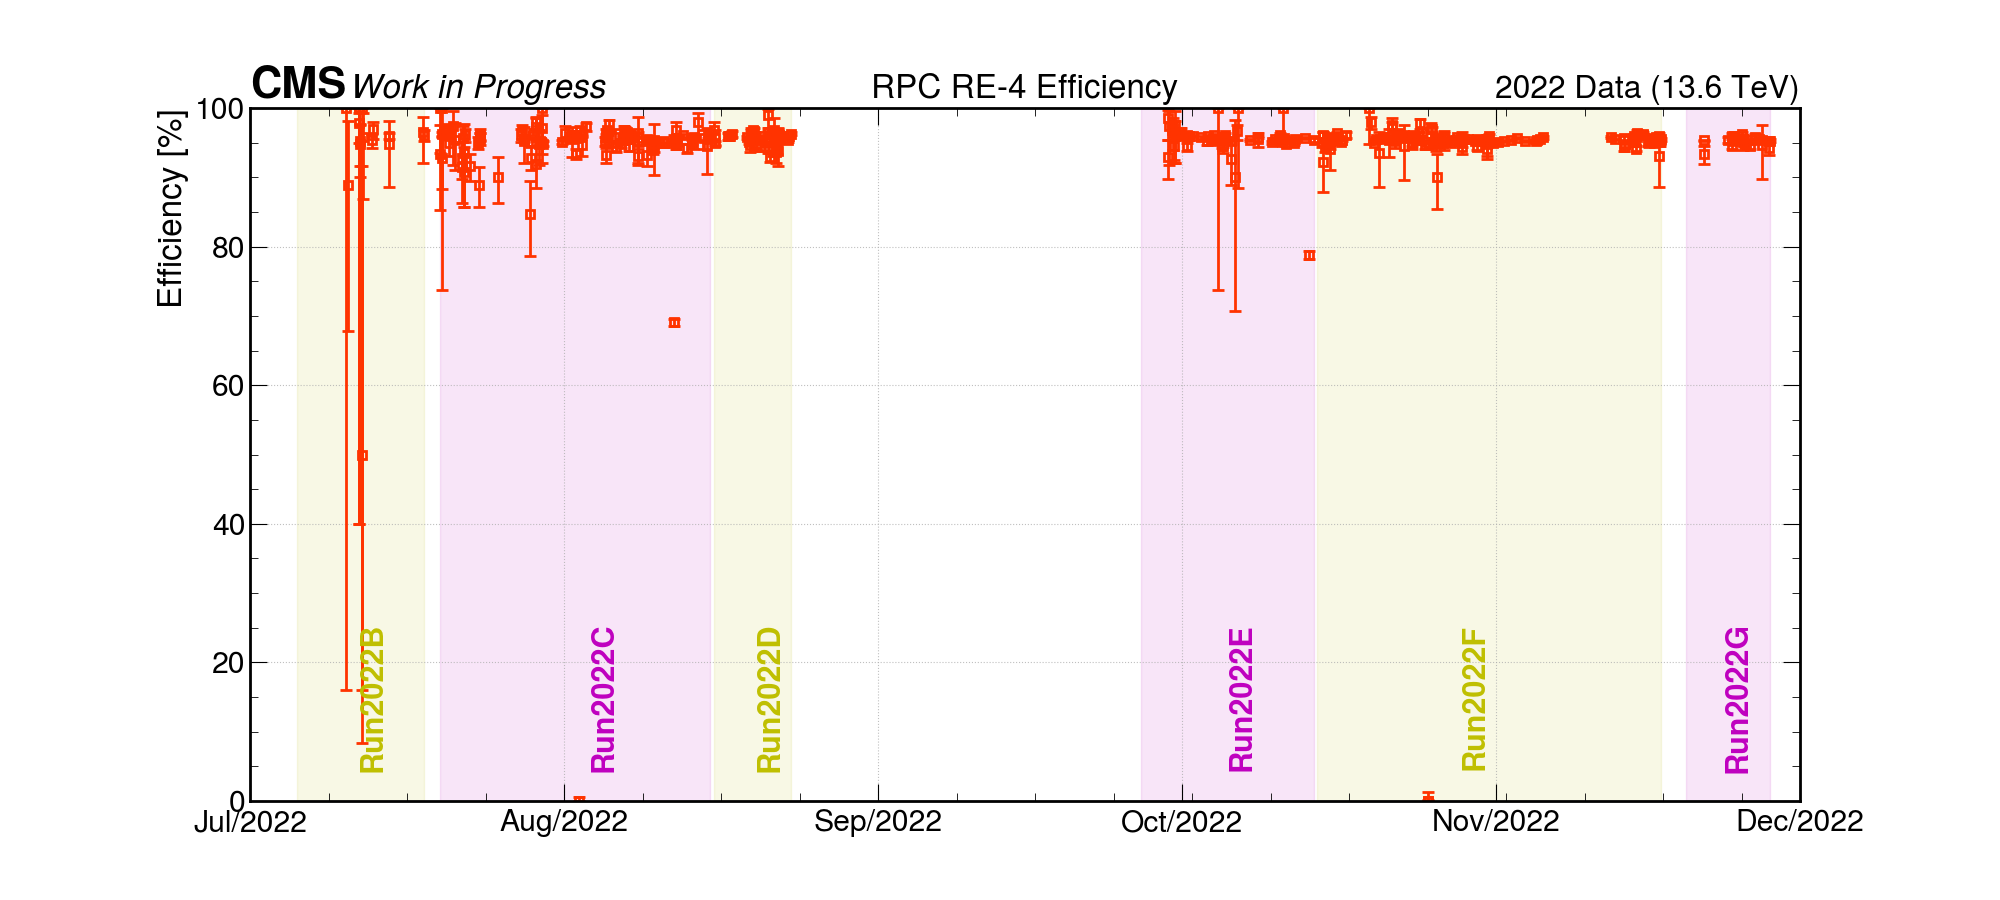 CMS Work in Progress RPC RE-4 Efficiency 2022 Data (13.6 TeV)
Efficiency [%]
100
80
60
40
20
0
Run2022B
Run2022C
Run2022D
Run2022E
Run2022F
Run2022G
Jul/2022 Aug/2022 Sep/2022 Oct/2022 Nov/2022 Dec/2022